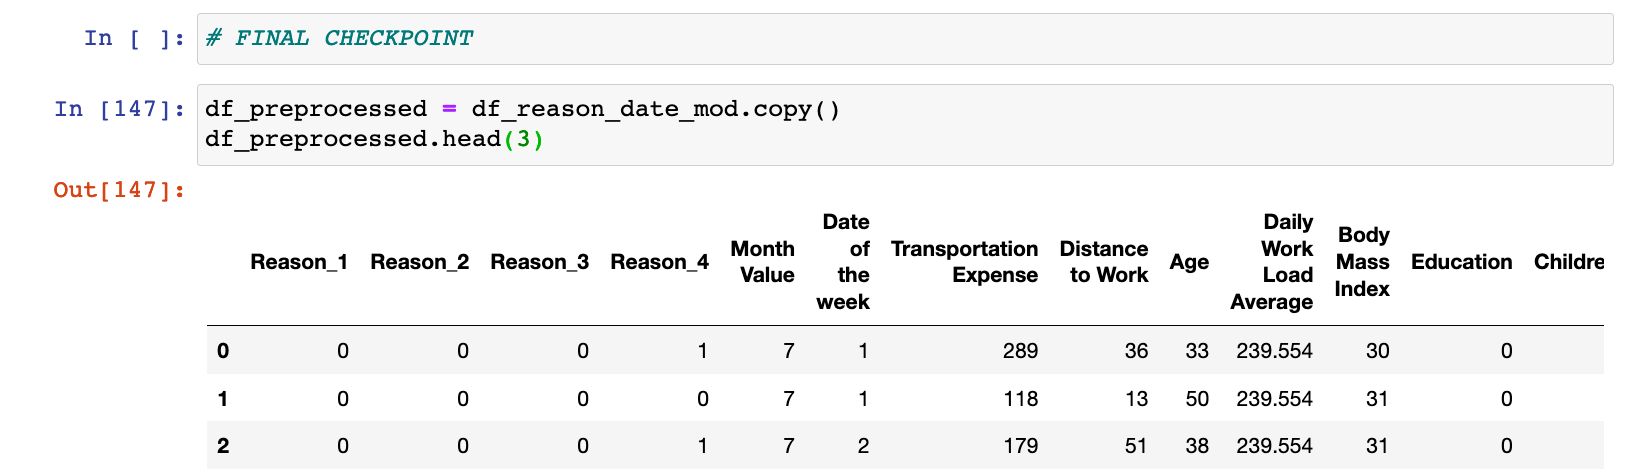 In [ ]: # FINAL CHECKPOINT
In [147]: df_preprocessed = df_reason_date_mod.copy()
df_preprocessed.head(3)
Out[147]:
Reason_1 Reason_2 Reason_3 Reason_4 Month Value Date of the week Transportation Expense Distance to Work Age Daily Work Load Average Body Mass Index Education Childre
0 0 0 0 1 7 1 289 36 33 239.554 30 0
1 0 0 0 0 7 1 118 13 50 239.554 31 0
2 0 0 0 1 7 2 179 51 38 239.554 31 0